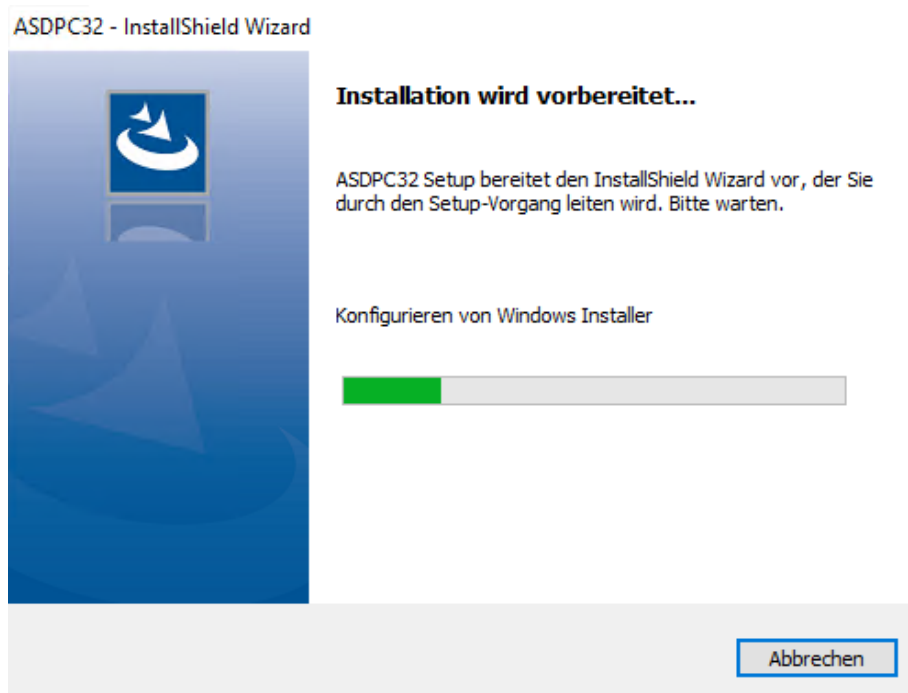 ASDPC32 - InstallShield Wizard
Installation wird vorbereitet...
ASDPC32 Setup bereitet den InstallShield Wizard vor, der Sie
durch den Setup-Vorgang leiten wird. Bitte warten.
Konfigurieren von Windows Installer
Abbrechen